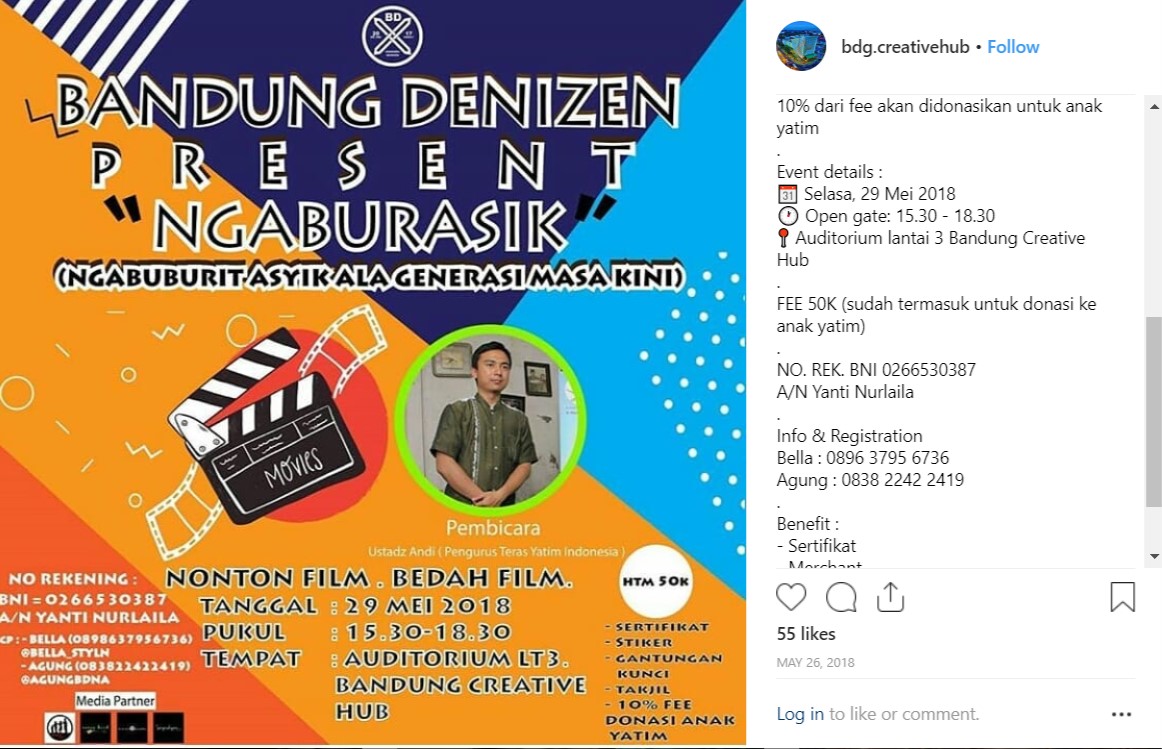 BD
BANDUNG DENIZEN
PRESENT
"NGABURASIK"
(NGABUBURIT ASYIK ALA GENERASI MASA KINI)
MOVIES
Pembicara
Ustadz Andi ( Pengurus Teras Yatim Indonesia )
NO REKENING :
BNI = 0266530387
A/N YANTI NURLAILA
CP : - BELLA (0898637956736)
@BELLA_STYLN
- AGUNG (083822422419)
@AGUNGBDNA
Media Partner
NONTON FILM . BEDAH FILM.
TANGGAL : 29 MEI 2018
PUKUL : 15.30-18.30
TEMPAT : AUDITORIUM LT3.
BANDUNG CREATIVE
HUB
HTM 50K
- SERTIFIKAT
- STIKER
- GANTUNGAN
KUNCI
- TAKJIL
- 10% FEE
DONASI ANAK
YATIM
bdg.creativehub • Follow
10% dari fee akan didonasikan untuk anak
yatim
.
Event details :
31 Selasa, 29 Mei 2018
Open gate: 15.30 - 18.30
Auditorium lantai 3 Bandung Creative
Hub
.
FEE 50K (sudah termasuk untuk donasi ke
anak yatim)
.
NO. REK. BNI 0266530387
A/N Yanti Nurlaila
.
Info & Registration
Bella : 0896 3795 6736
Agung : 0838 2242 2419
.
Benefit :
- Sertifikat
- Merchant
55 likes
MAY 26, 2018
Log in to like or comment.